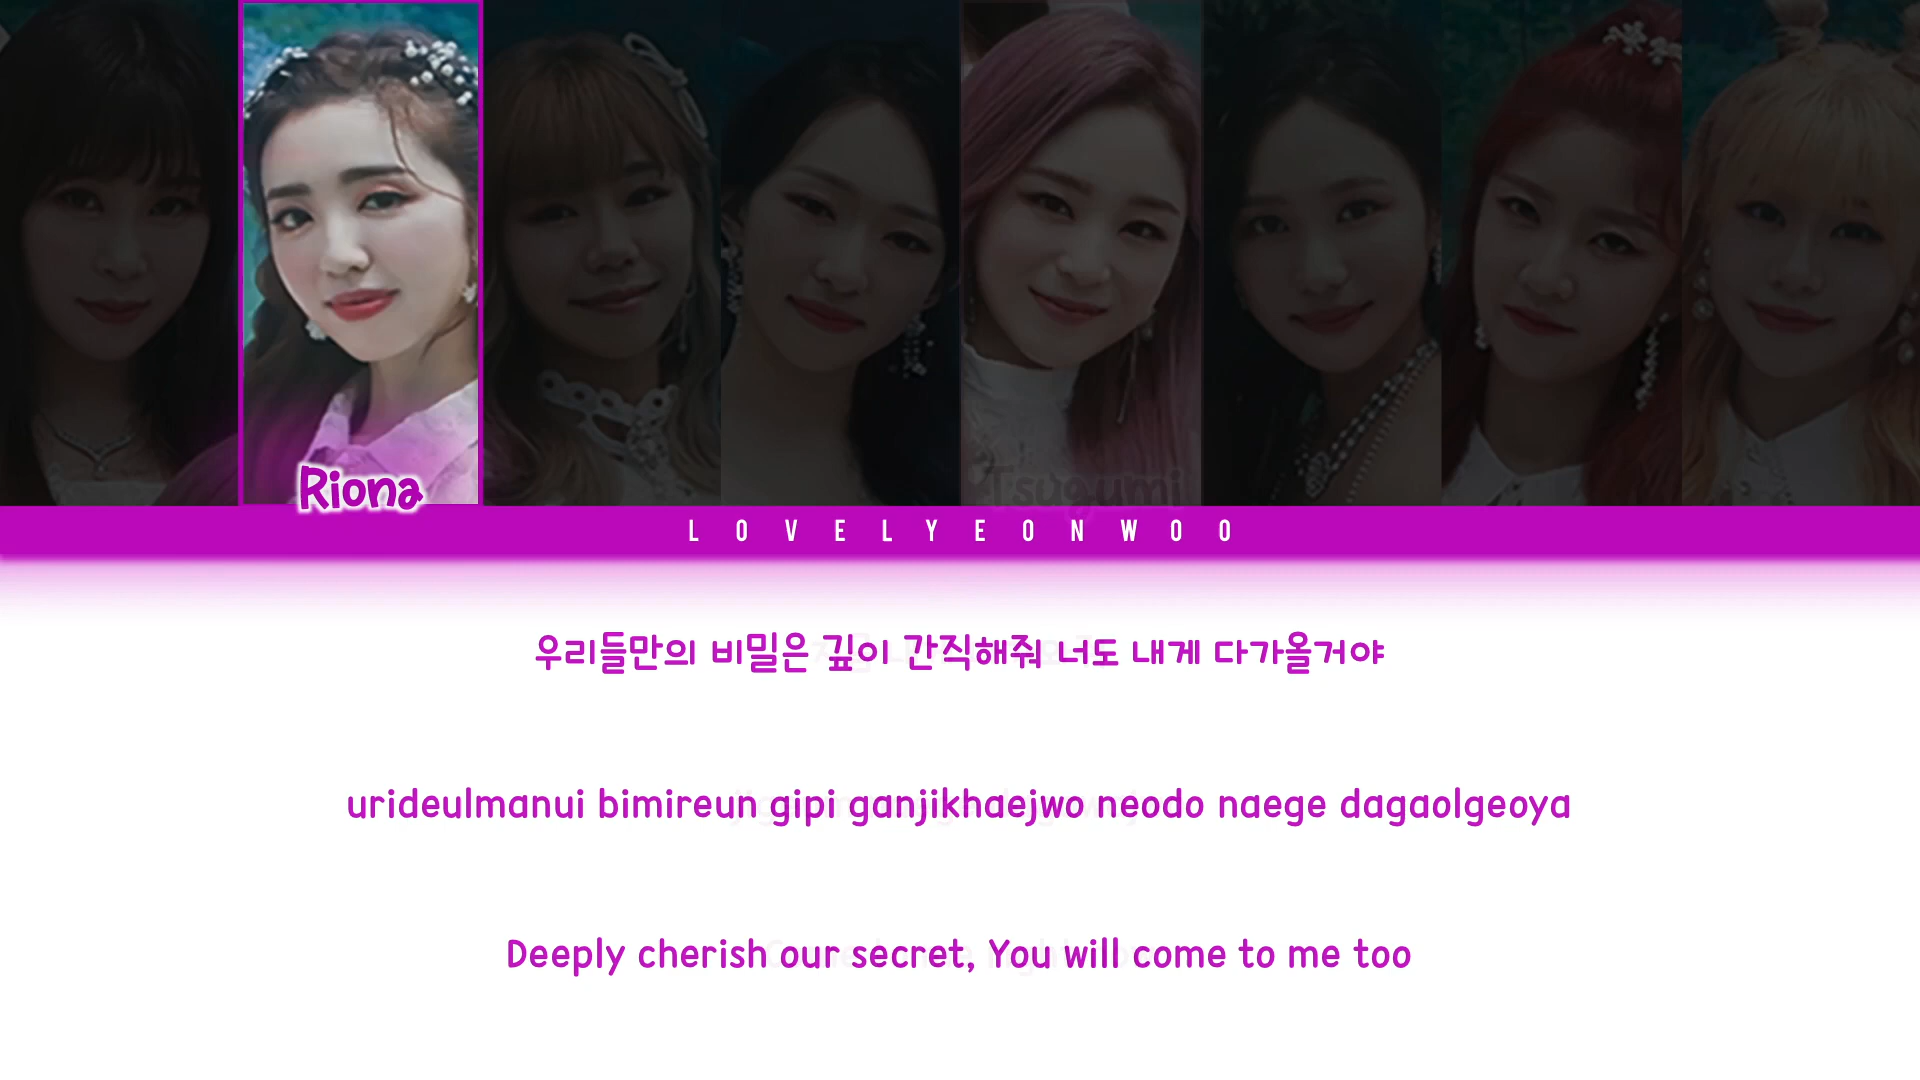 Riona
Tsugumi
LOVELYEONWOO
우리들만의 비밀은 깊이 간직해줘 너도 내게 다가올거야
urideulmanui bimireun gipi ganjikhaejwo neodo naege dagaolgeoya
Deeply cherish our secret, You will come to me too